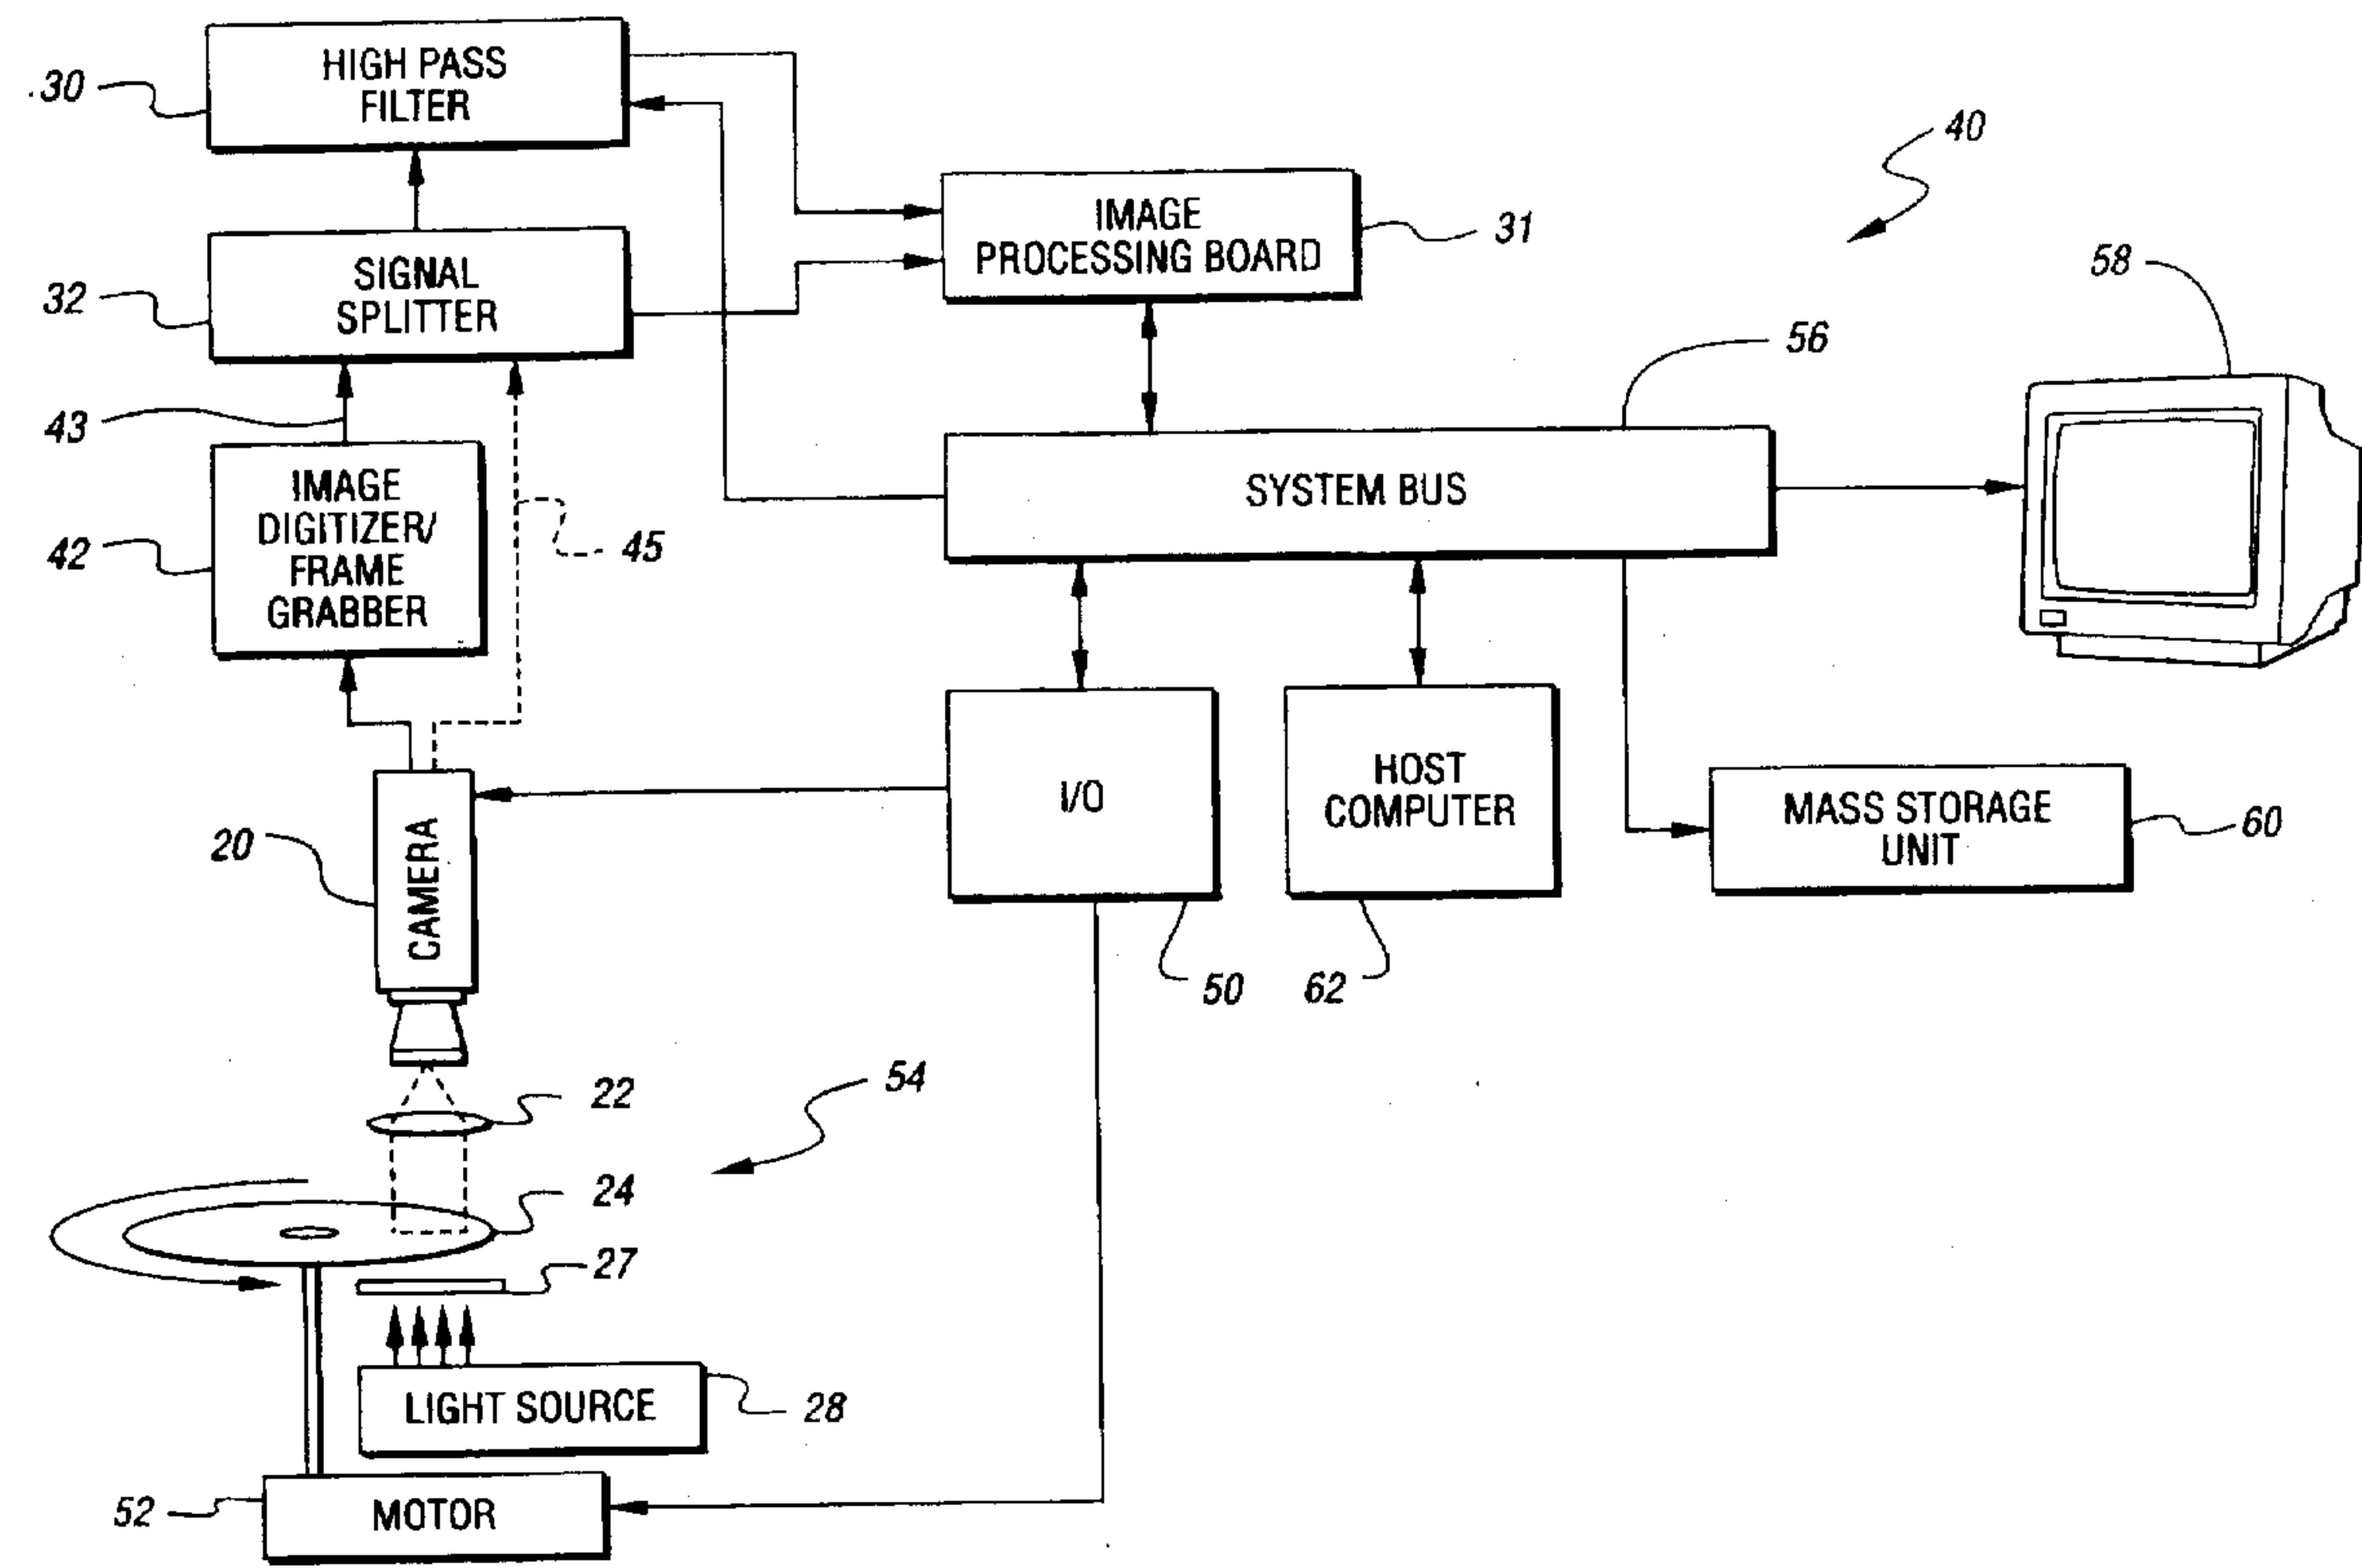 HIGH PASS
FILTER
30
40
IMAGE
PROCESSING BOARD
31
SIGNAL
SPLITTER
32
58
56
43
SYSTEM BUS
IMAGE
DIGITIZER/
FRAME
GRABBER
42
45
I/O
HOST
COMPUTER
MASS STORAGE
UNIT
60
CAMERA
20
50
62
22
54
24
27
LIGHT SOURCE
28
MOTOR
52